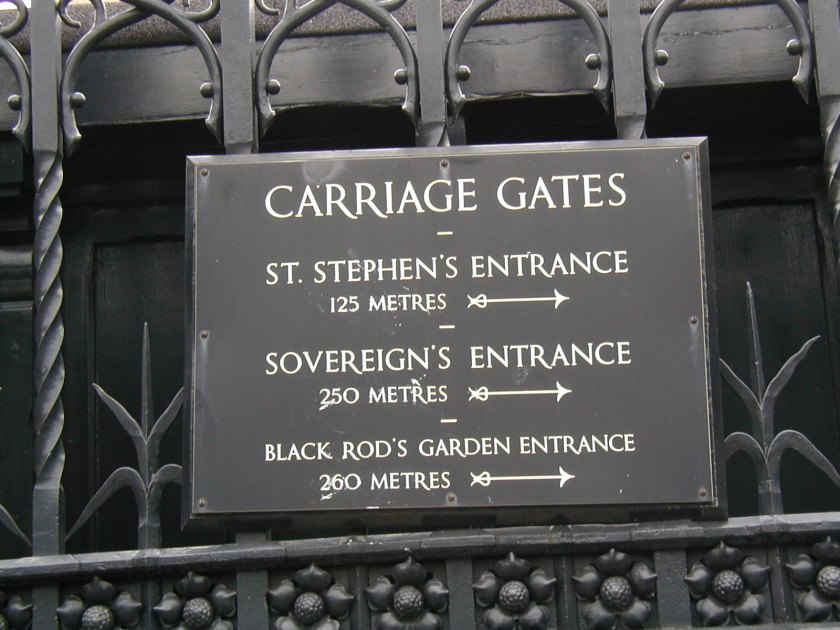 CARRIAGE GATES
ST. STEPHEN'S ENTRANCE
125 METRES
SOVEREIGN'S ENTRANCE
250 METRES
BLACK ROD'S GARDEN ENTRANCE
260 METRES